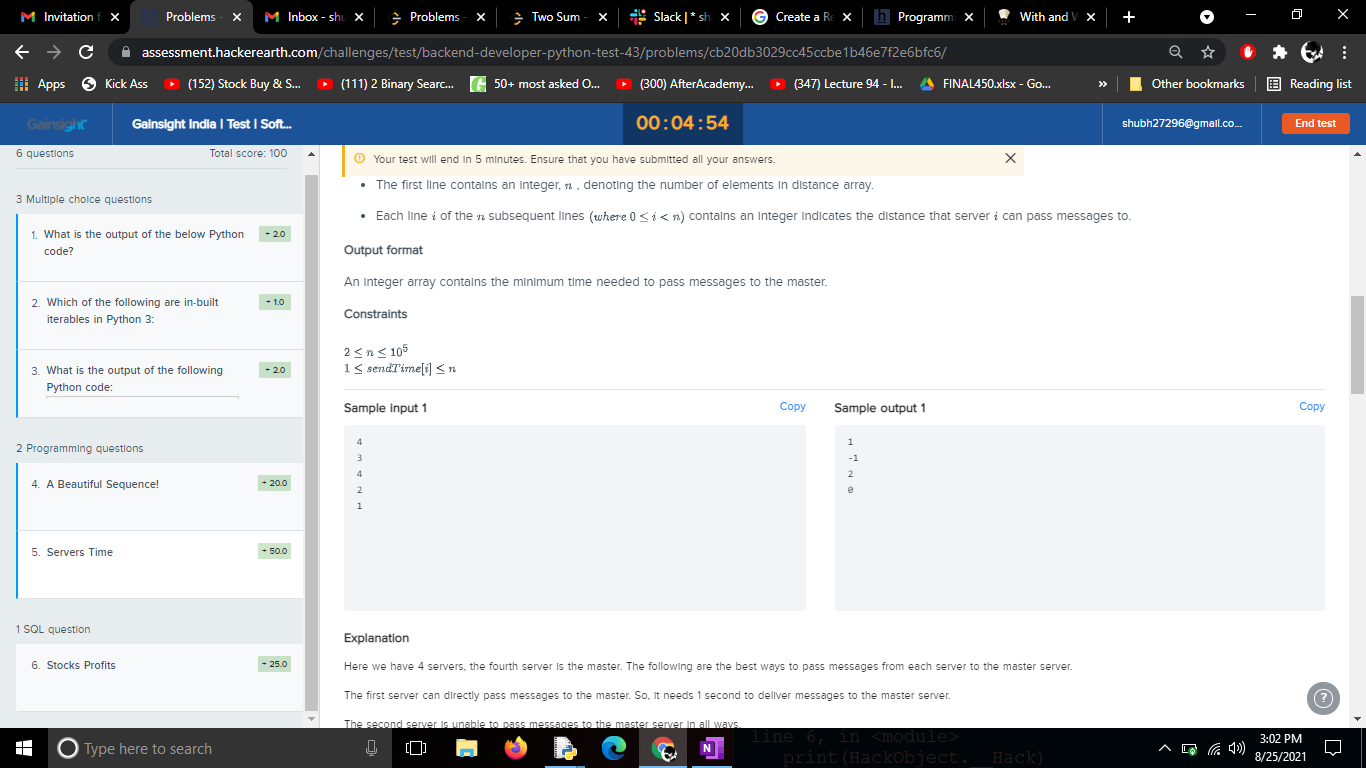 Invitation f
Problems -
Inbox - shu
Problems -
Two Sum -
Slack | * sh
Create a Re
Programm
With and W
assessment.hackerearth.com/challenges/test/backend-developer-python-test-43/problems/cb20db3029cc45ccbe1b46e7f2e6bfc6/
Apps
Kick Ass
(152) Stock Buy & S...
(111) 2 Binary Searc...
50+ most asked O...
(300) AfterAcademy...
(347) Lecture 94 - I...
FINAL450.xlsx - Go...
»
Other bookmarks
Reading list
Gainsight
Gainsight India | Test | Soft...
00:04:54
shubh27296@gmail.co...
End test
6 questions Total score: 100
3 Multiple choice questions
1. What is the output of the below Python + 2.0
code?
2. Which of the following are in-built + 1.0
iterables in Python 3:
3. What is the output of the following + 2.0
Python code:
2 Programming questions
4. A Beautiful Sequence! + 20.0
5. Servers Time + 50.0
1 SQL question
6. Stocks Profits + 25.0
Your test will end in 5 minutes. Ensure that you have submitted all your answers.
• The first line contains an integer, n , denoting the number of elements in distance array.
• Each line i of the n subsequent lines (where 0 ≤ i < n) contains an integer indicates the distance that server i can pass messages to.
Output format
An integer array contains the minimum time needed to pass messages to the master.
Constraints
2 ≤ n ≤ 10⁵
1 ≤ sendTime[i] ≤ n
Sample input 1 Copy
4
3
4
2
1
Sample output 1 Copy
1
-1
2
0
Explanation
Here we have 4 servers, the fourth server is the master. The following are the best ways to pass messages from each server to the master server.
The first server can directly pass messages to the master. So, it needs 1 second to deliver messages to the master server.
The second server is unable to pass messages to the master server in all ways.
?
Type here to search
line 6, in <module>
print(HackObject.__Hack)
3:02 PM
8/25/2021